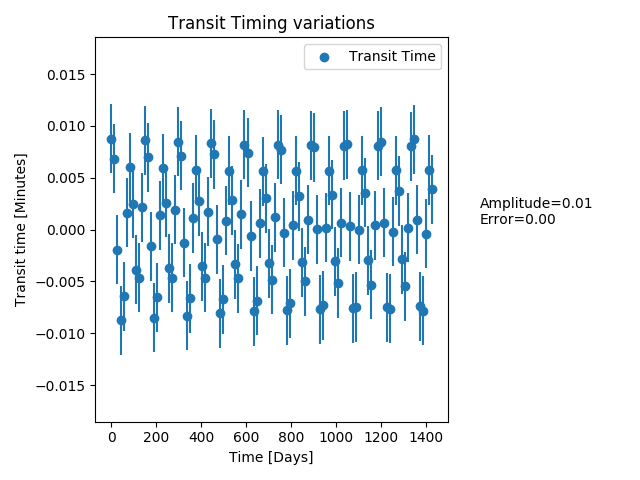 Transit Timing variations
Transit Time
0.015
0.010
0.005
0.000
−0.005
−0.010
−0.015
Transit time [Minutes]
Amplitude=0.01
Error=0.00
0 200 400 600 800 1000 1200 1400
Time [Days]